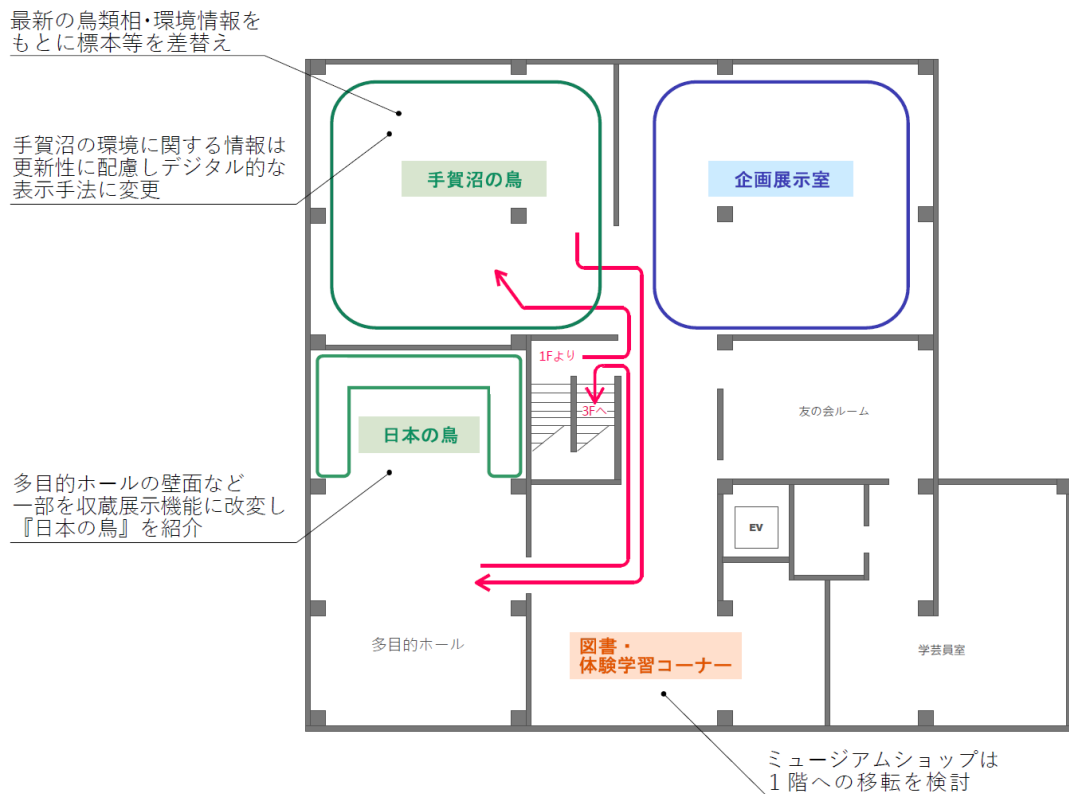 最新の鳥類相・環境情報を
もとに標本等を差替え
手賀沼の環境に関する情報は
更新性に配慮しデジタル的な
表示手法に変更
手賀沼の鳥
企画展示室
1Fより
3Fへ
友の会ルーム
日本の鳥
多目的ホールの壁面など
一部を収蔵展示機能に改変し
『日本の鳥』を紹介
EV
多目的ホール
図書・
体験学習コーナー
学芸員室
ミュージアムショップは
１階への移転を検討